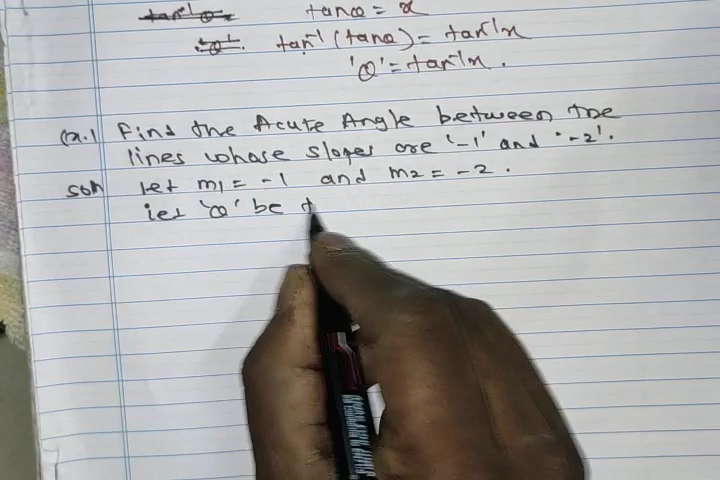 tanθ = x
tan⁻¹(tanθ) = tan⁻¹x
'θ' = tan⁻¹x.
Q.1 Find the Acute Angle between the
lines whose slopes are '-1' and '-2'.
Soln let m1 = -1 and m2 = -2.
let 'θ' be t